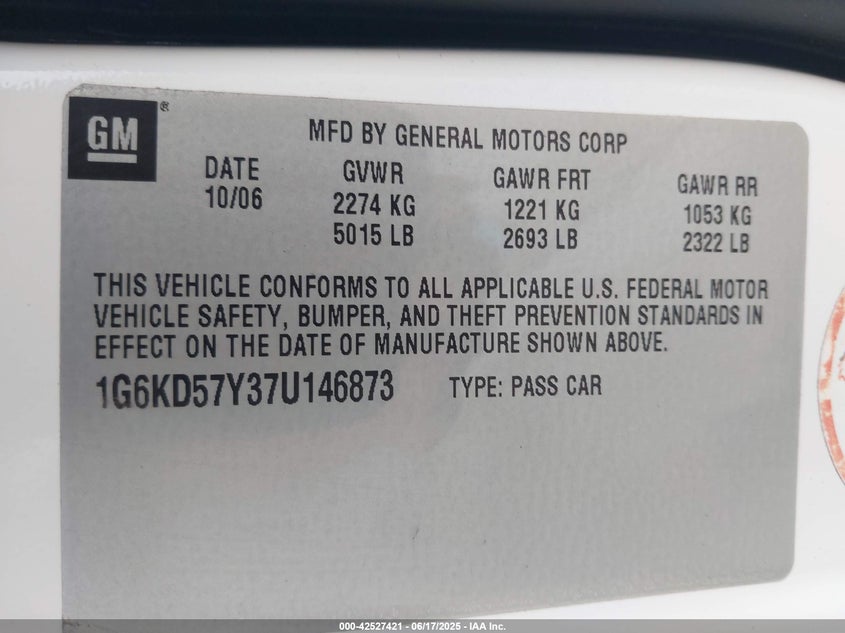 GM®
MFD BY GENERAL MOTORS CORP
DATE GVWR GAWR FRT GAWR RR
10/06 2274 KG 1221 KG 1053 KG
5015 LB 2693 LB 2322 LB
THIS VEHICLE CONFORMS TO ALL APPLICABLE U.S. FEDERAL MOTOR
VEHICLE SAFETY, BUMPER, AND THEFT PREVENTION STANDARDS IN
EFFECT ON THE DATE OF MANUFACTURE SHOWN ABOVE.
1G6KD57Y37U146873 TYPE: PASS CAR
000-42527421 - 06/17/2025 - IAA Inc.